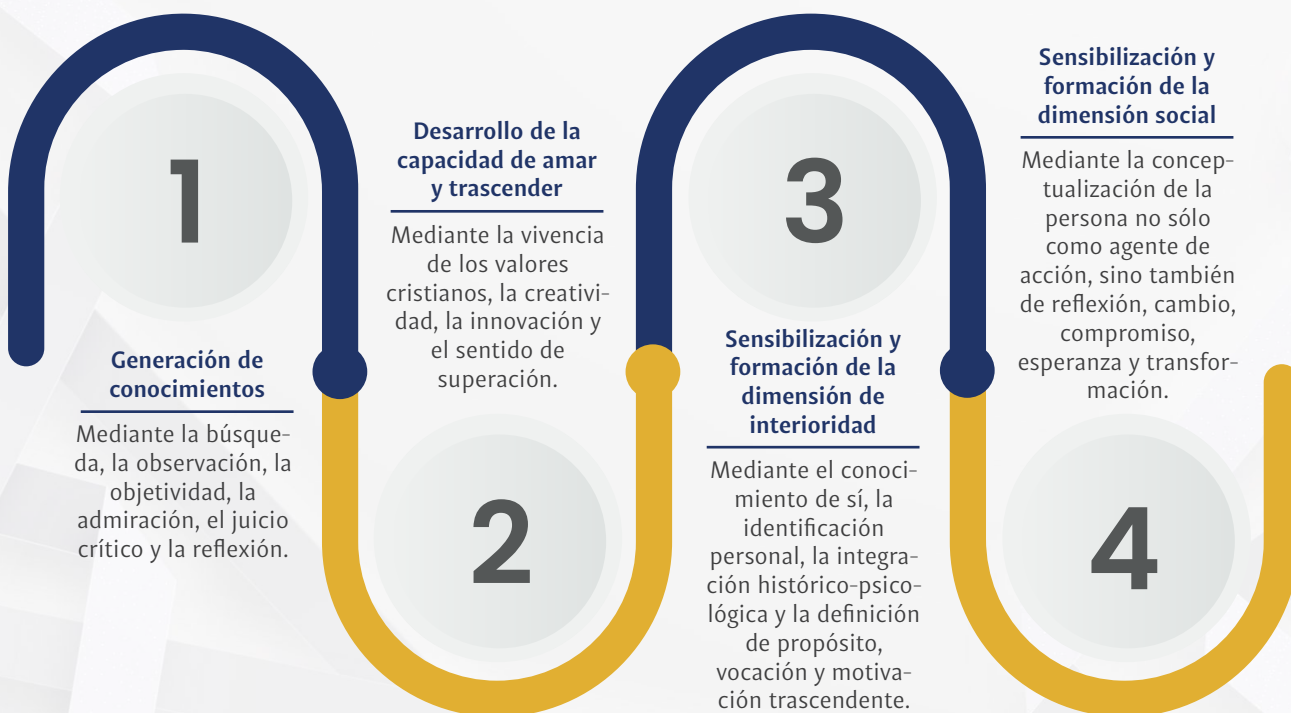 1
Generación de
conocimientos
Mediante la búsque-
da, la observación, la
objetividad, la
admiración, el juicio
crítico y la reflexión.
Desarrollo de la
capacidad de amar
y trascender
Mediante la vivencia
de los valores
cristianos, la creativi-
dad, la innovación y
el sentido de
superación.
2
3
Sensibilización y
formación de la
dimensión de
interioridad
Mediante el conoci-
miento de sí, la
identificación
personal, la integra-
ción histórico-psico-
lógica y la definición
de propósito,
vocación y motiva-
ción trascendente.
Sensibilización y
formación de la
dimensión social
Mediante la concep-
tualización de la
persona no sólo
como agente de
acción, sino también
de reflexión, cambio,
compromiso,
esperanza y transfor-
mación.
4